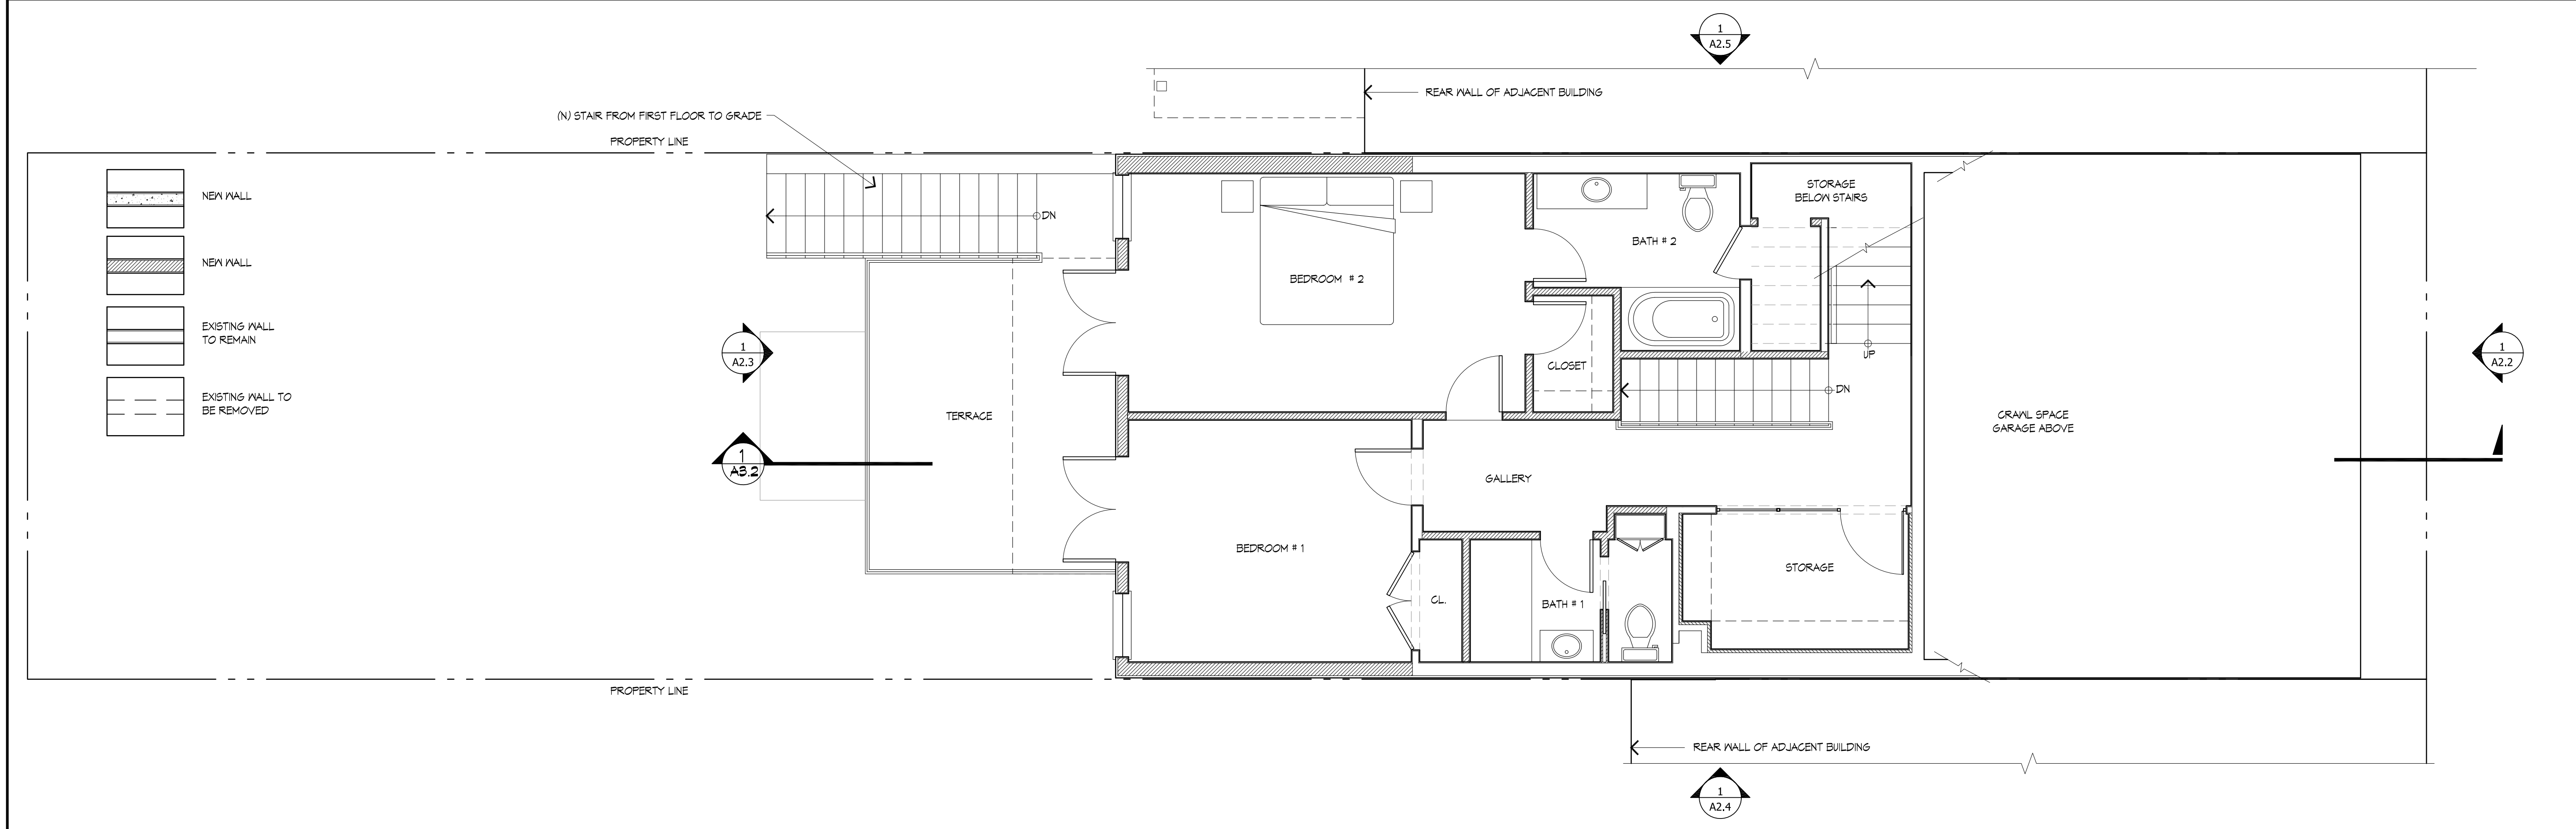 1
A2.5
REAR WALL OF ADJACENT BUILDING
(N) STAIR FROM FIRST FLOOR TO GRADE
PROPERTY LINE
NEW WALL
NEW WALL
EXISTING WALL
TO REMAIN
EXISTING WALL TO
BE REMOVED
DN
STORAGE
BELOW STAIRS
BATH # 2
BEDROOM # 2
1
A2.3
CLOSET
UP
DN
1
A2.2
TERRACE
CRAWL SPACE
GARAGE ABOVE
1
A3.2
GALLERY
BEDROOM # 1
STORAGE
CL.
BATH # 1
PROPERTY LINE
REAR WALL OF ADJACENT BUILDING
1
A2.4